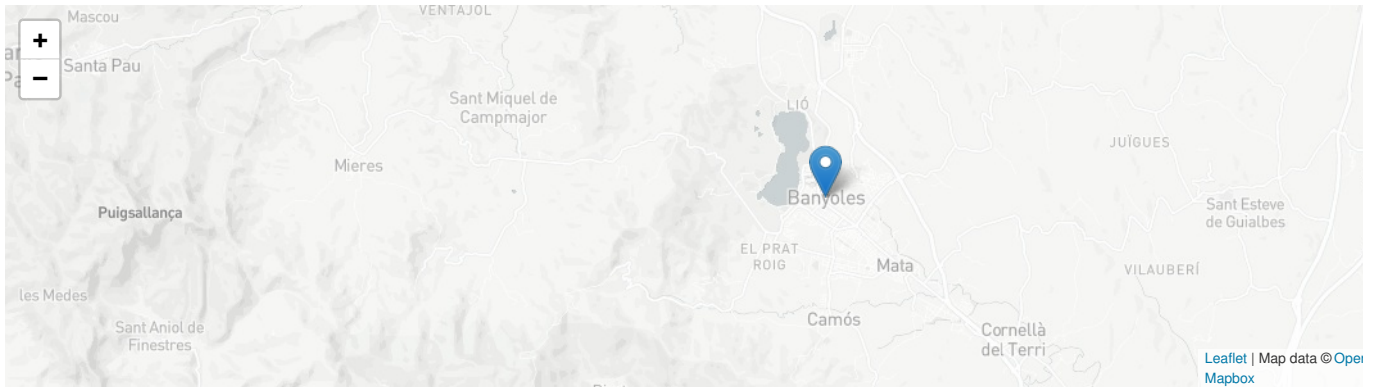 Mascou
VENTAJOL
+
Santa Pau
−
Sant Miquel de
Campmajor
LIÓ
JUÏGUES
Mieres
Banyoles
Puigsallança
Sant Esteve
de Guialbes
EL PRAT
ROIG
Mata
VILAUBERÍ
les Medes
Camós
Sant Aniol de
Finestres
Cornellà
del Terri
Leaflet | Map data © Open
Mapbox